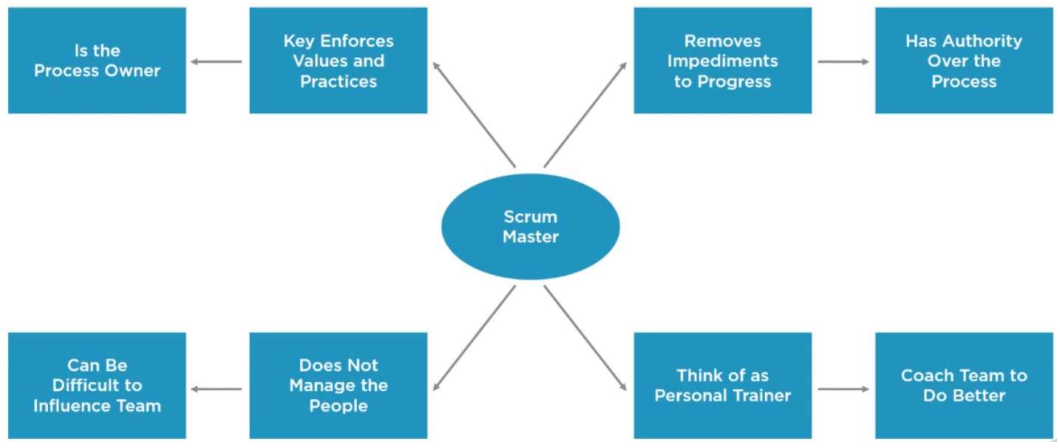 Is the
Process Owner
Key Enforces
Values and
Practices
Removes
Impediments
to Progress
Has Authority
Over the
Process
Scrum
Master
Can Be
Difficult to
Influence Team
Does Not
Manage the
People
Think of as
Personal Trainer
Coach Team to
Do Better